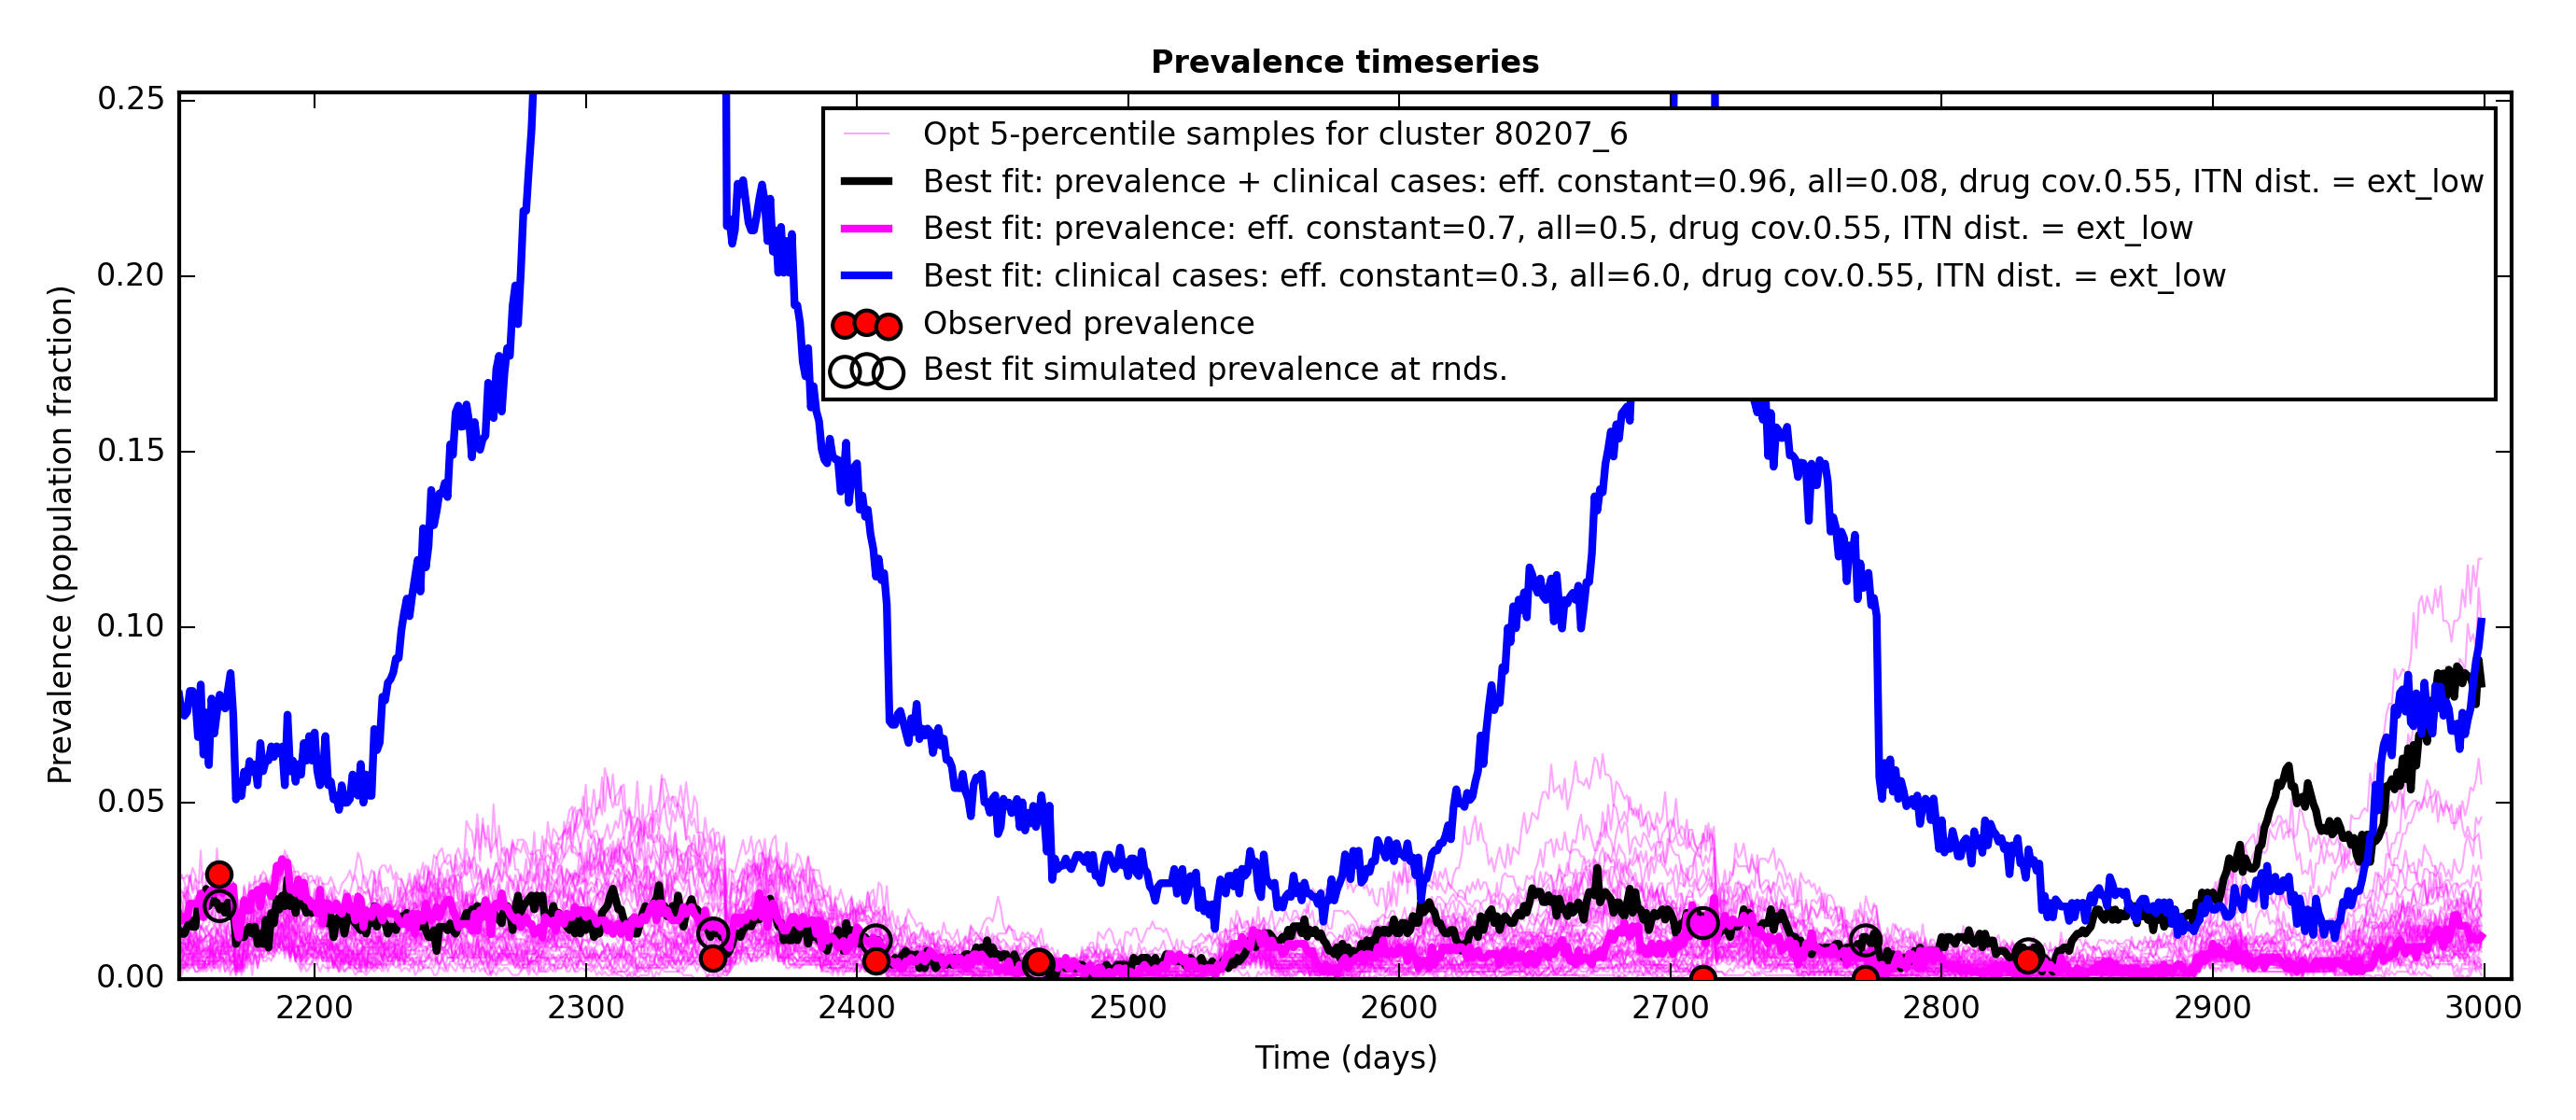 Prevalence timeseries
0.25
0.20
0.15
0.10
0.05
0.00
Prevalence (population fraction)
Opt 5-percentile samples for cluster 80207_6
Best fit: prevalence + clinical cases: eff. constant=0.96, all=0.08, drug cov.0.55, ITN dist. = ext_low
Best fit: prevalence: eff. constant=0.7, all=0.5, drug cov.0.55, ITN dist. = ext_low
Best fit: clinical cases: eff. constant=0.3, all=6.0, drug cov.0.55, ITN dist. = ext_low
Observed prevalence
Best fit simulated prevalence at rnds.
2200 2300 2400 2500 2600 2700 2800 2900 3000
Time (days)